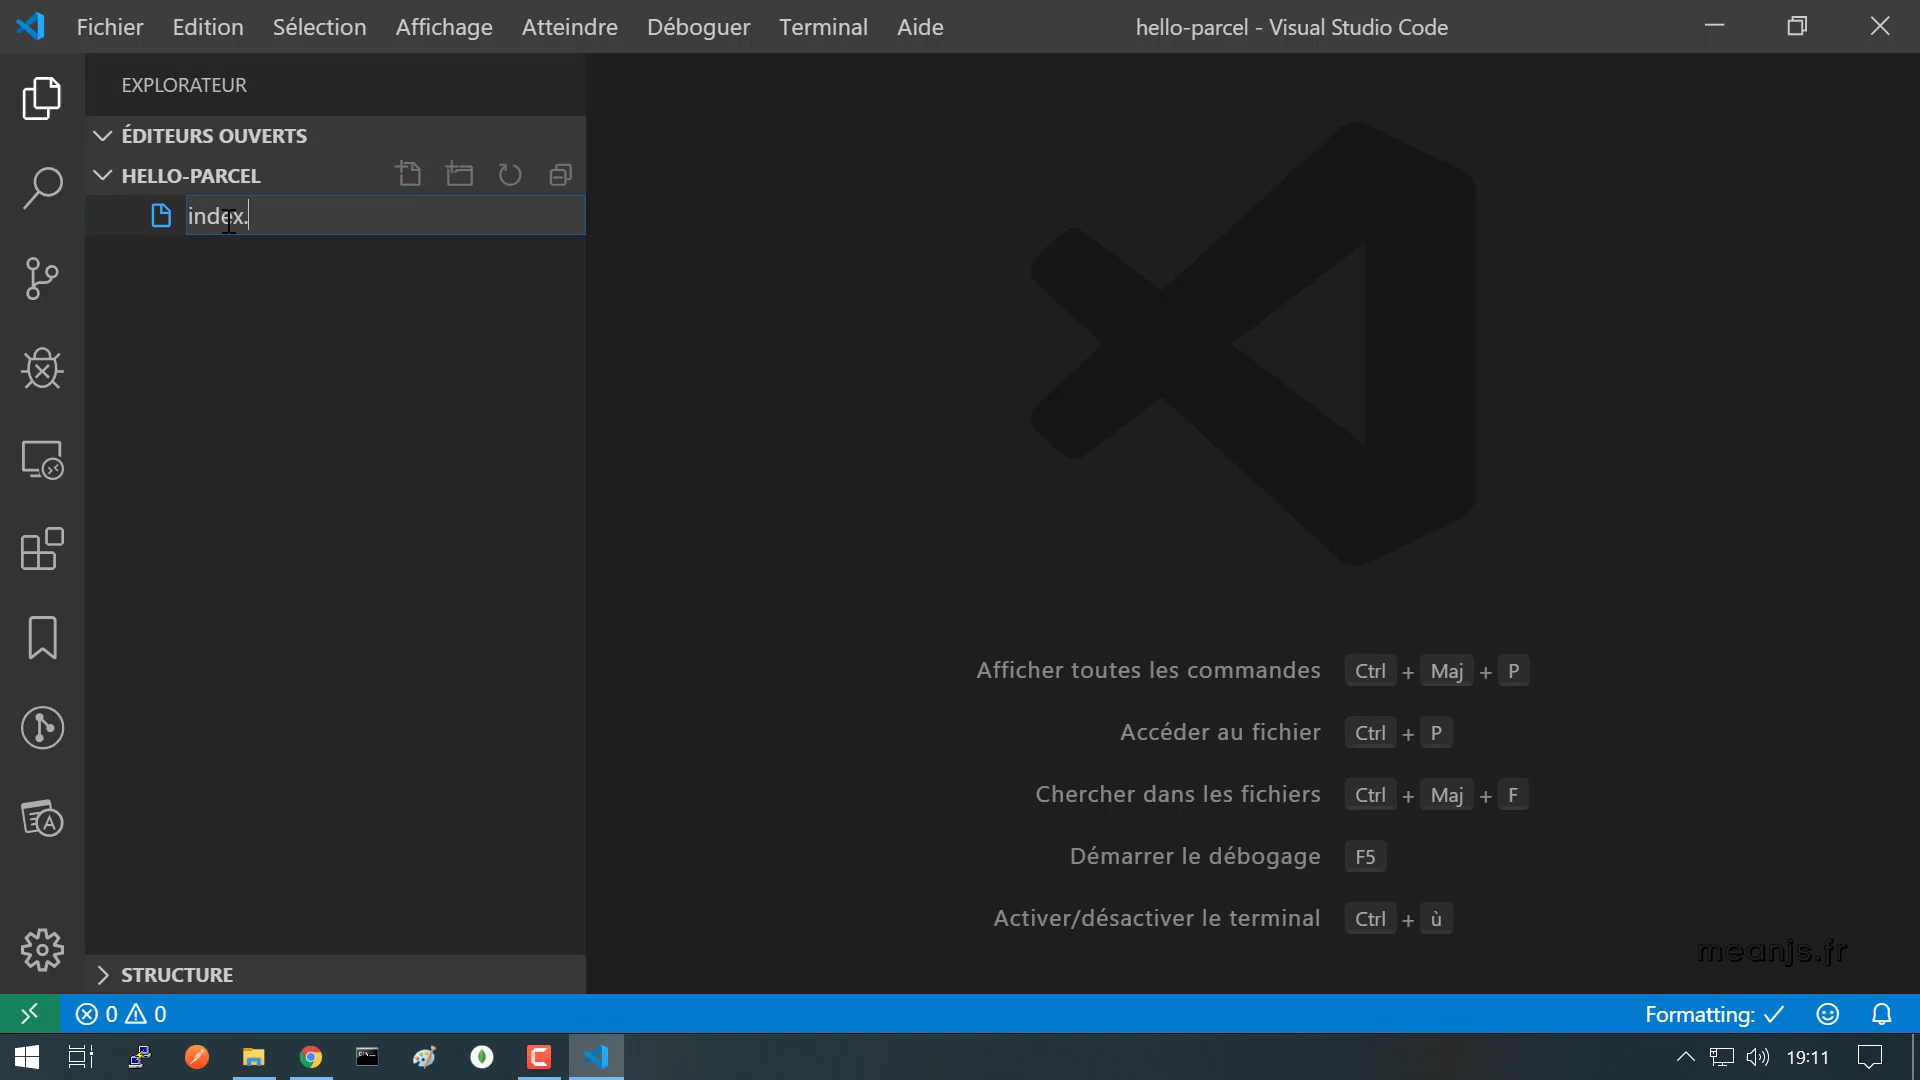 Fichier Edition Sélection Affichage Atteindre Déboguer Terminal Aide hello-parcel - Visual Studio Code
EXPLORATEUR
ÉDITEURS OUVERTS
HELLO-PARCEL
index.
Afficher toutes les commandes Ctrl + Maj + P
Accéder au fichier Ctrl + P
Chercher dans les fichiers Ctrl + Maj + F
Démarrer le débogage F5
Activer/désactiver le terminal Ctrl + ù
meanjs.fr
STRUCTURE
0 0 Formatting: ✓
19:11